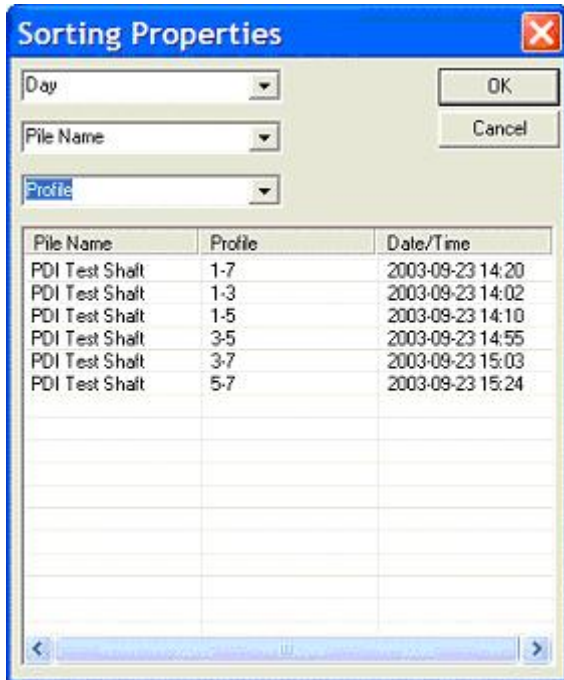 Sorting Properties
Day
OK
Pile Name
Cancel
Profile
Pile Name Profile Date/Time
PDI Test Shaft 1-7 2003-09-23 14:20
PDI Test Shaft 1-3 2003-09-23 14:02
PDI Test Shaft 1-5 2003-09-23 14:10
PDI Test Shaft 3-5 2003-09-23 14:55
PDI Test Shaft 3-7 2003-09-23 15:03
PDI Test Shaft 5-7 2003-09-23 15:24